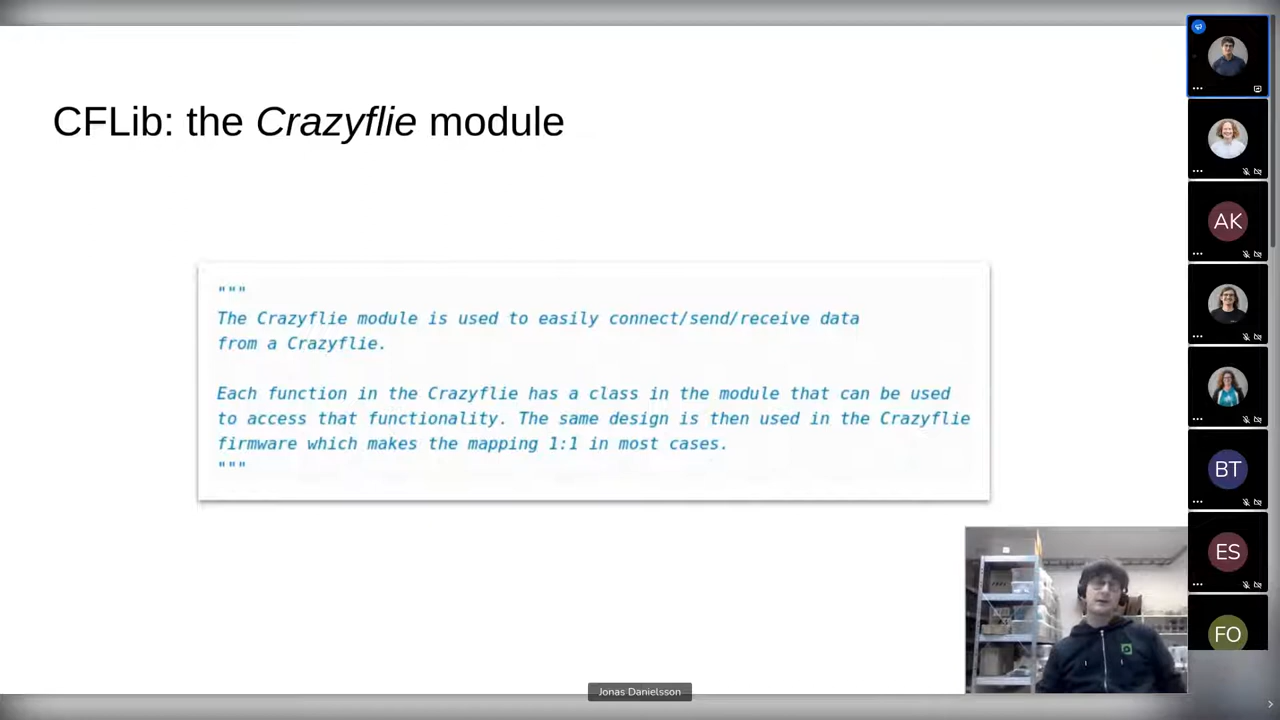 CFLib: the Crazyflie module
"""
The Crazyflie module is used to easily connect/send/receive data
from a Crazyflie.
Each function in the Crazyflie has a class in the module that can be used
to access that functionality. The same design is then used in the Crazyflie
firmware which makes the mapping 1:1 in most cases.
"""
AK
BT
ES
FO
Jonas Danielsson